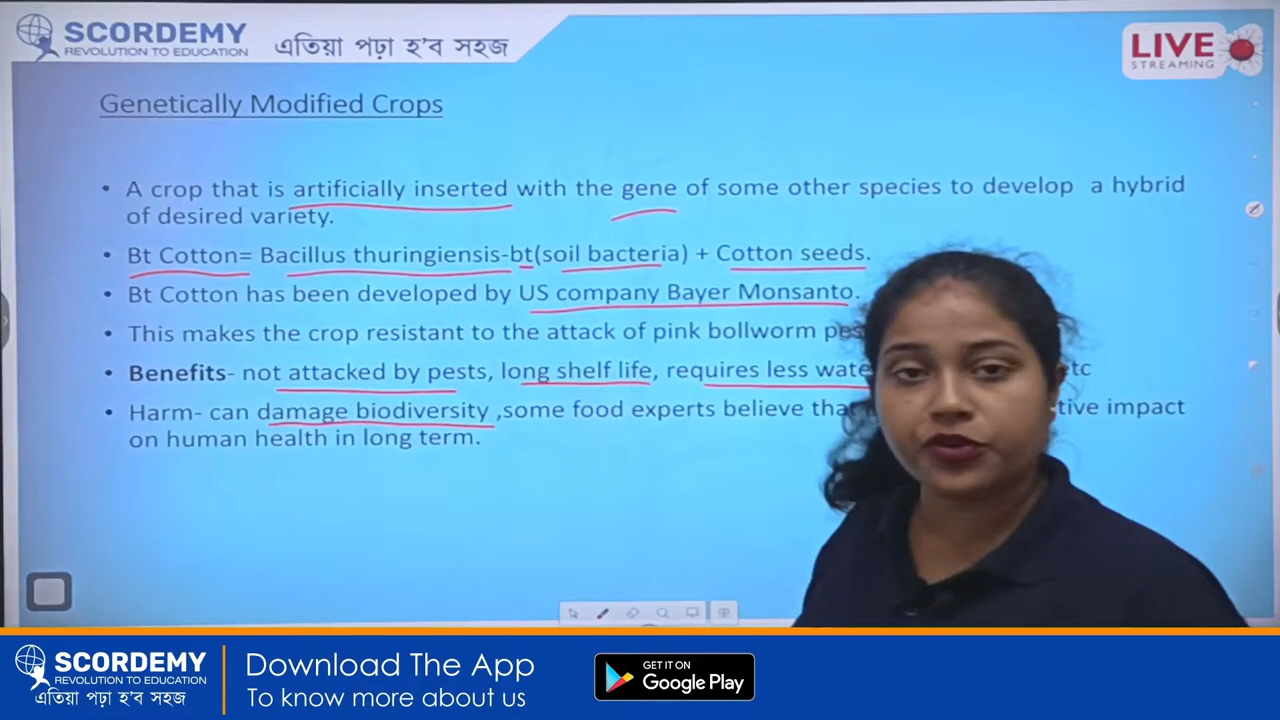 SCORDEMY
REVOLUTION TO EDUCATION
এতিয়া পঢ়া হ'ব সহজ
LIVE
STREAMING
Genetically Modified Crops
• A crop that is artificially inserted with the gene of some other species to develop a hybrid
of desired variety.
• Bt Cotton= Bacillus thuringiensis-bt(soil bacteria) + Cotton seeds.
• Bt Cotton has been developed by US company Bayer Monsanto.
• This makes the crop resistant to the attack of pink bollworm
• Benefits- not attacked by pests, long shelf life, requires less etc
• Harm- can damage biodiversity ,some food experts believe impact
on human health in long term.
SCORDEMY
REVOLUTION TO EDUCATION
এতিয়া পঢ়া হ'ব সহজ
Download The App
To know more about us
GET IT ON
Google Play